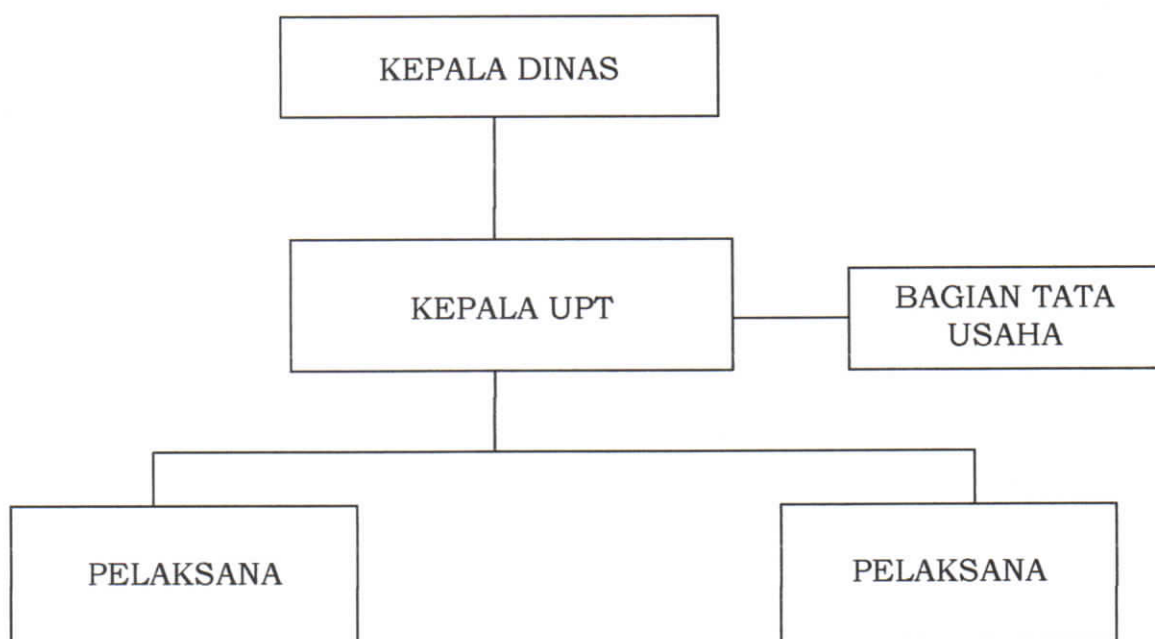 KEPALA DINAS
KEPALA UPT
BAGIAN TATA
USAHA
PELAKSANA
PELAKSANA